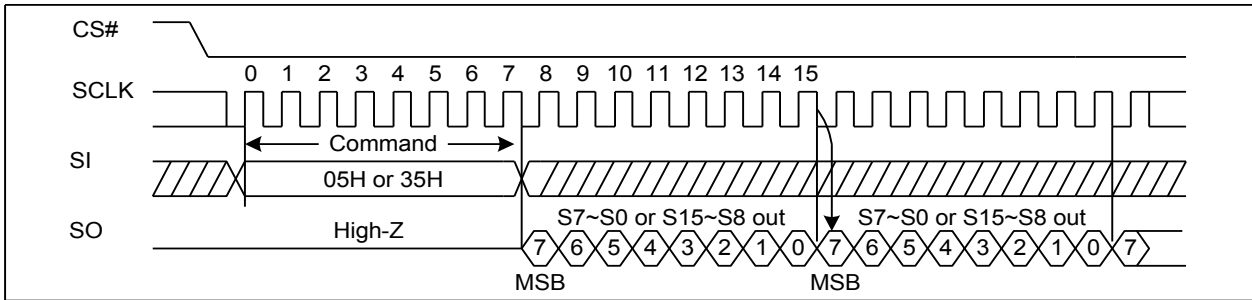 CS#
0 1 2 3 4 5 6 7 8 9 10 11 12 13 14 15
SCLK
Command
SI
05H or 35H
S7~S0 or S15~S8 out S7~S0 or S15~S8 out
SO
High-Z
7 6 5 4 3 2 1 0 7 6 5 4 3 2 1 0 7
MSB MSB